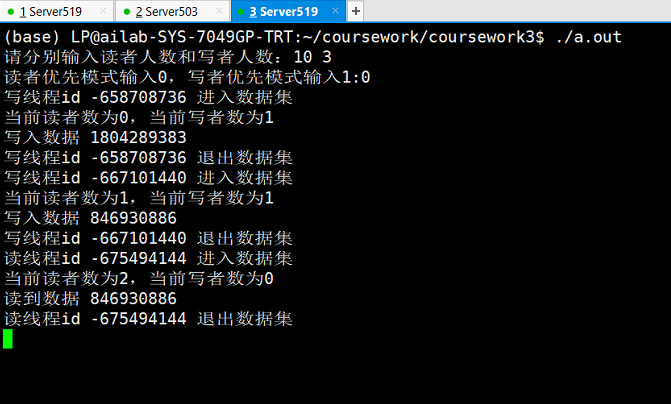 1 Server519 × 2 Server503 × 3 Server519 × +
(base) LP@ailab-SYS-7049GP-TRT:~/coursework/coursework3$ ./a.out
请分别输入读者人数和写者人数：10 3
读者优先模式输入0，写者优先模式输入1:0
写线程id -658708736 进入数据集
当前读者数为0，当前写者数为1
写入数据 1804289383
写线程id -658708736 退出数据集
写线程id -667101440 进入数据集
当前读者数为1，当前写者数为1
写入数据 846930886
写线程id -667101440 退出数据集
读线程id -675494144 进入数据集
当前读者数为2，当前写者数为0
读到数据 846930886
读线程id -675494144 退出数据集